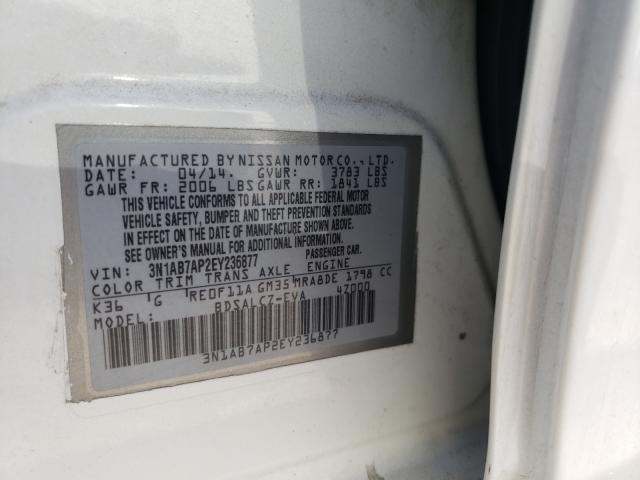 MANUFACTURED BY NISSAN MOTOR CO., LTD.
DATE: 04/14 GVWR: 3783 LBS
GAWR FR: 2006 LBS GAWR RR: 1841 LBS
THIS VEHICLE CONFORMS TO ALL APPLICABLE FEDERAL MOTOR
VEHICLE SAFETY, BUMPER AND THEFT PREVENTION STANDARDS
IN EFFECT ON THE DATE OF MANUFACTURE SHOWN ABOVE.
SEE OWNER'S MANUAL FOR ADDITIONAL INFORMATION.
VIN: 3N1AB7AP2EY236877 PASSENGER CAR.
COLOR TRIM TRANS AXLE ENGINE
K36 G RE0F11A GM35 MRA8DE 1798 CC
MODEL: BDSALCZ-EVA 4Z000
3N1AB7AP2EY236877